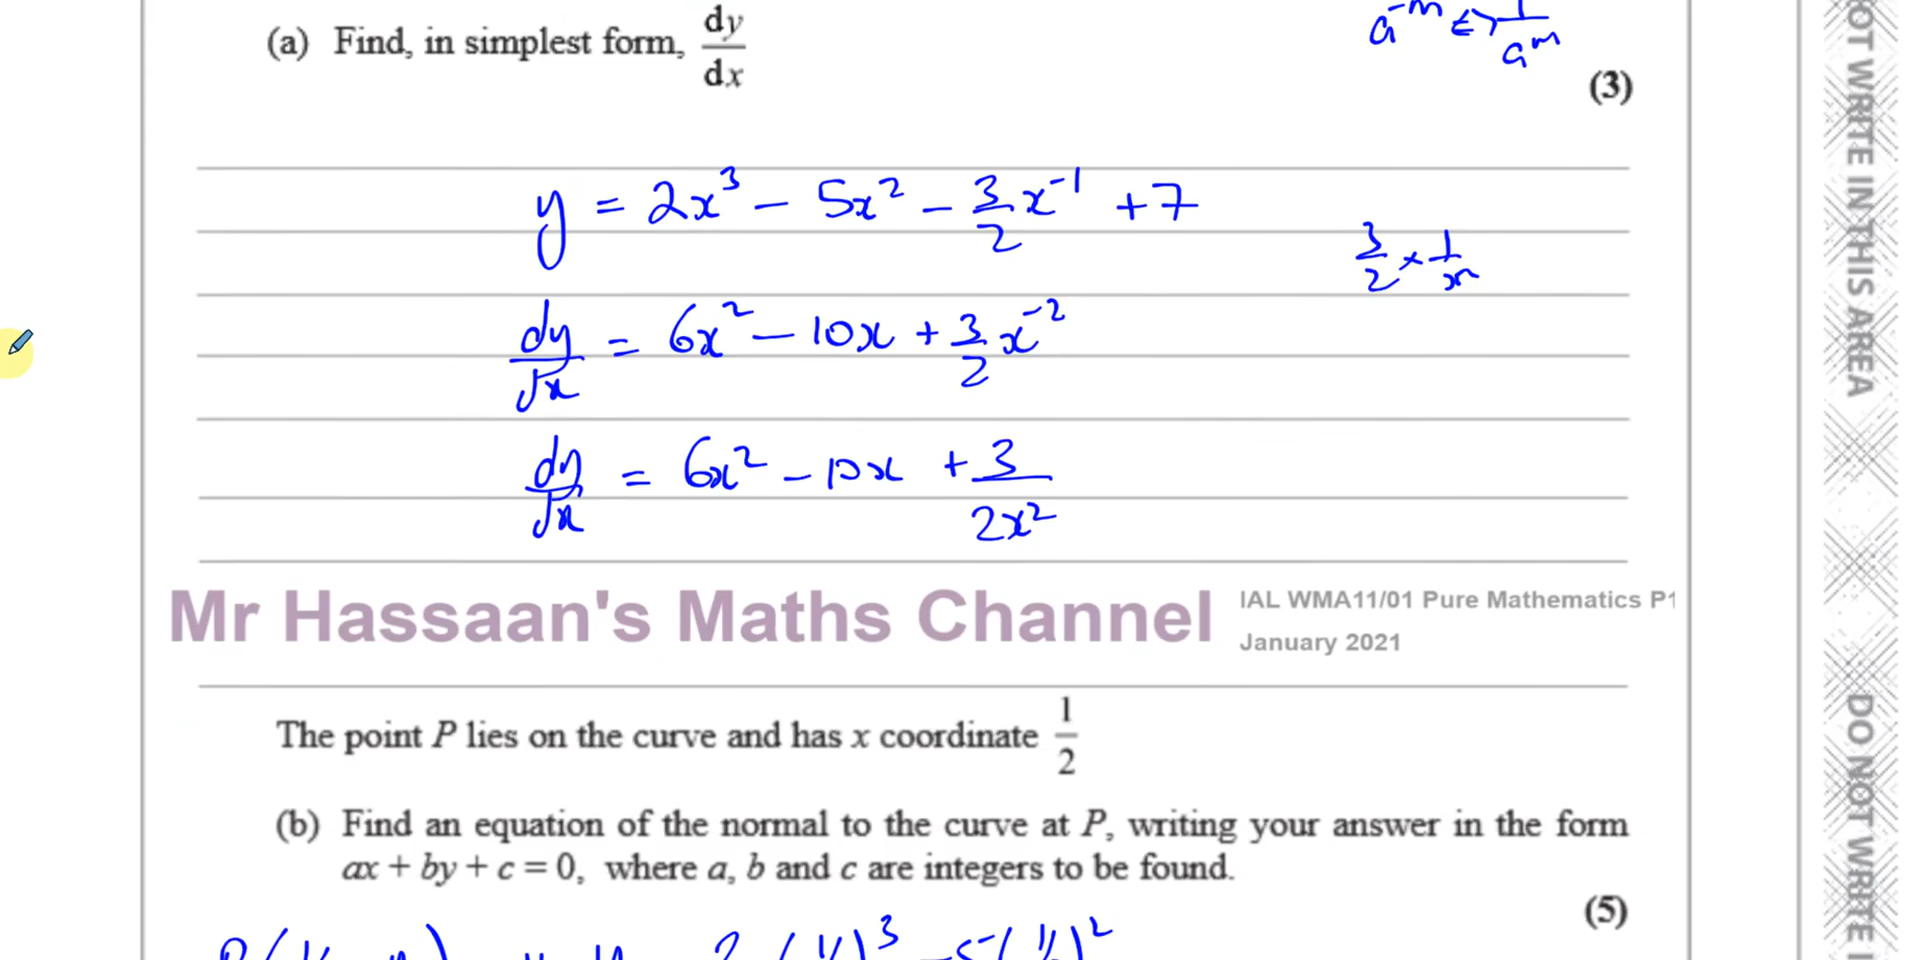 (a) Find, in simplest form, dy/dx
a^-m <=> 1/a^m
(3)
y = 2x^3 - 5x^2 - 3/2 x^-1 + 7
3/2 × 1/x
dy/dx = 6x^2 - 10x + 3/2 x^-2
dy/dx = 6x^2 - 10x + 3/2x^2
Mr Hassaan's Maths Channel
IAL WMA11/01 Pure Mathematics P1
January 2021
The point P lies on the curve and has x coordinate 1/2
(b) Find an equation of the normal to the curve at P, writing your answer in the form
ax + by + c = 0, where a, b and c are integers to be found.
(5)
OT WRITE IN THIS AREA
DO NOT WRITE I